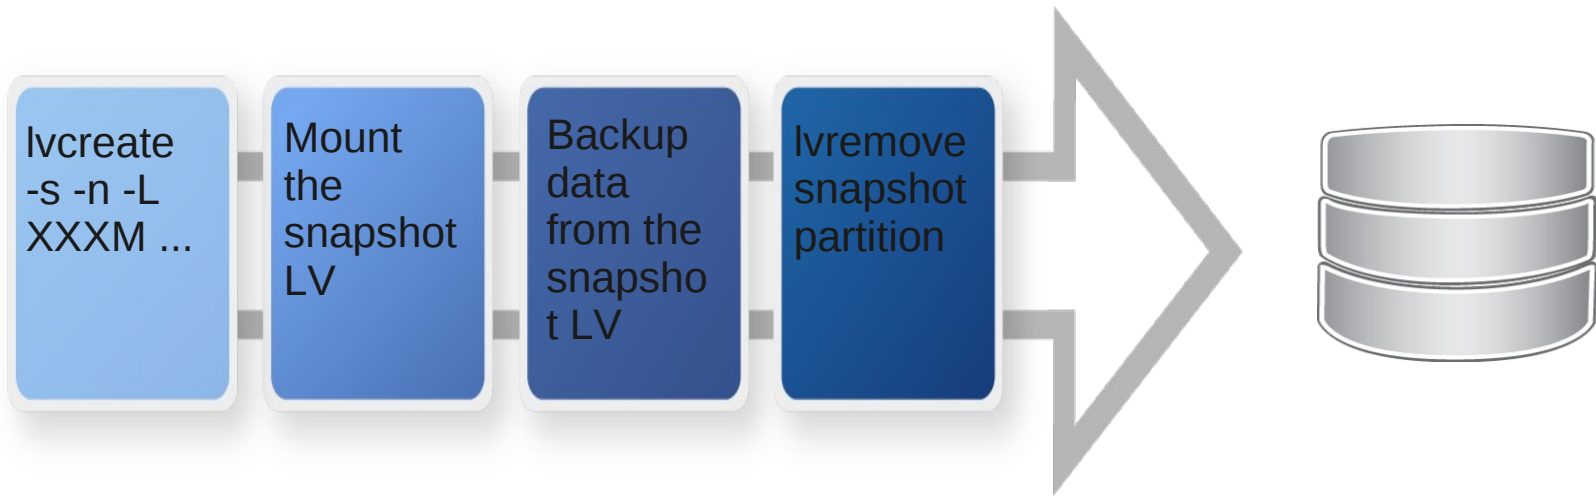 lvcreate
-s -n -L
XXXM ...
Mount
the
snapshot
LV
Backup
data
from the
snapsho
t LV
lvremove
snapshot
partition